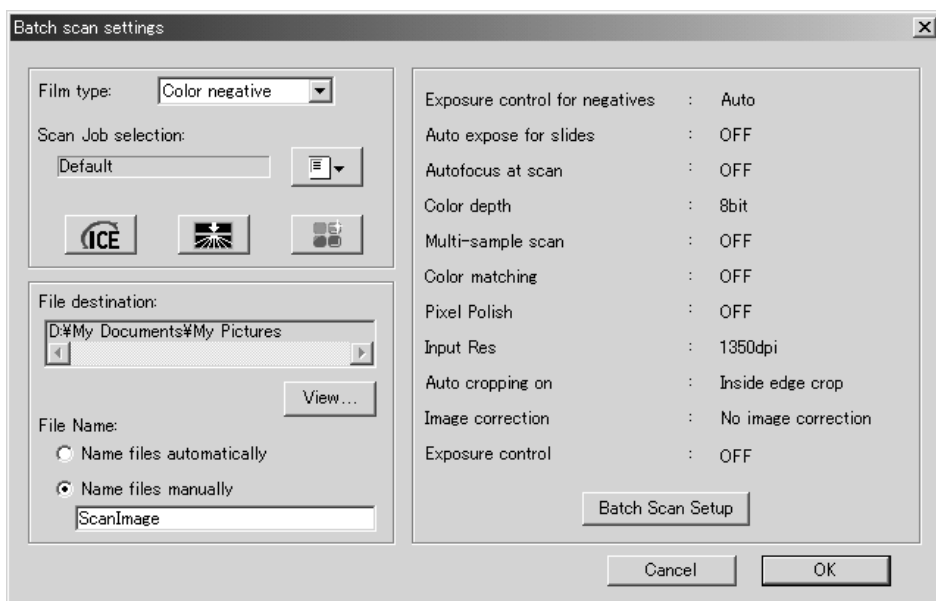 Batch scan settings
Film type: Color negative
Scan Job selection:
Default
ICE
File destination:
D:¥My Documents¥My Pictures
View...
File Name:
Name files automatically
Name files manually
ScanImage
Exposure control for negatives : Auto
Auto expose for slides : OFF
Autofocus at scan : OFF
Color depth : 8bit
Multi-sample scan : OFF
Color matching : OFF
Pixel Polish : OFF
Input Res : 1350dpi
Auto cropping on : Inside edge crop
Image correction : No image correction
Exposure control : OFF
Batch Scan Setup
Cancel
OK